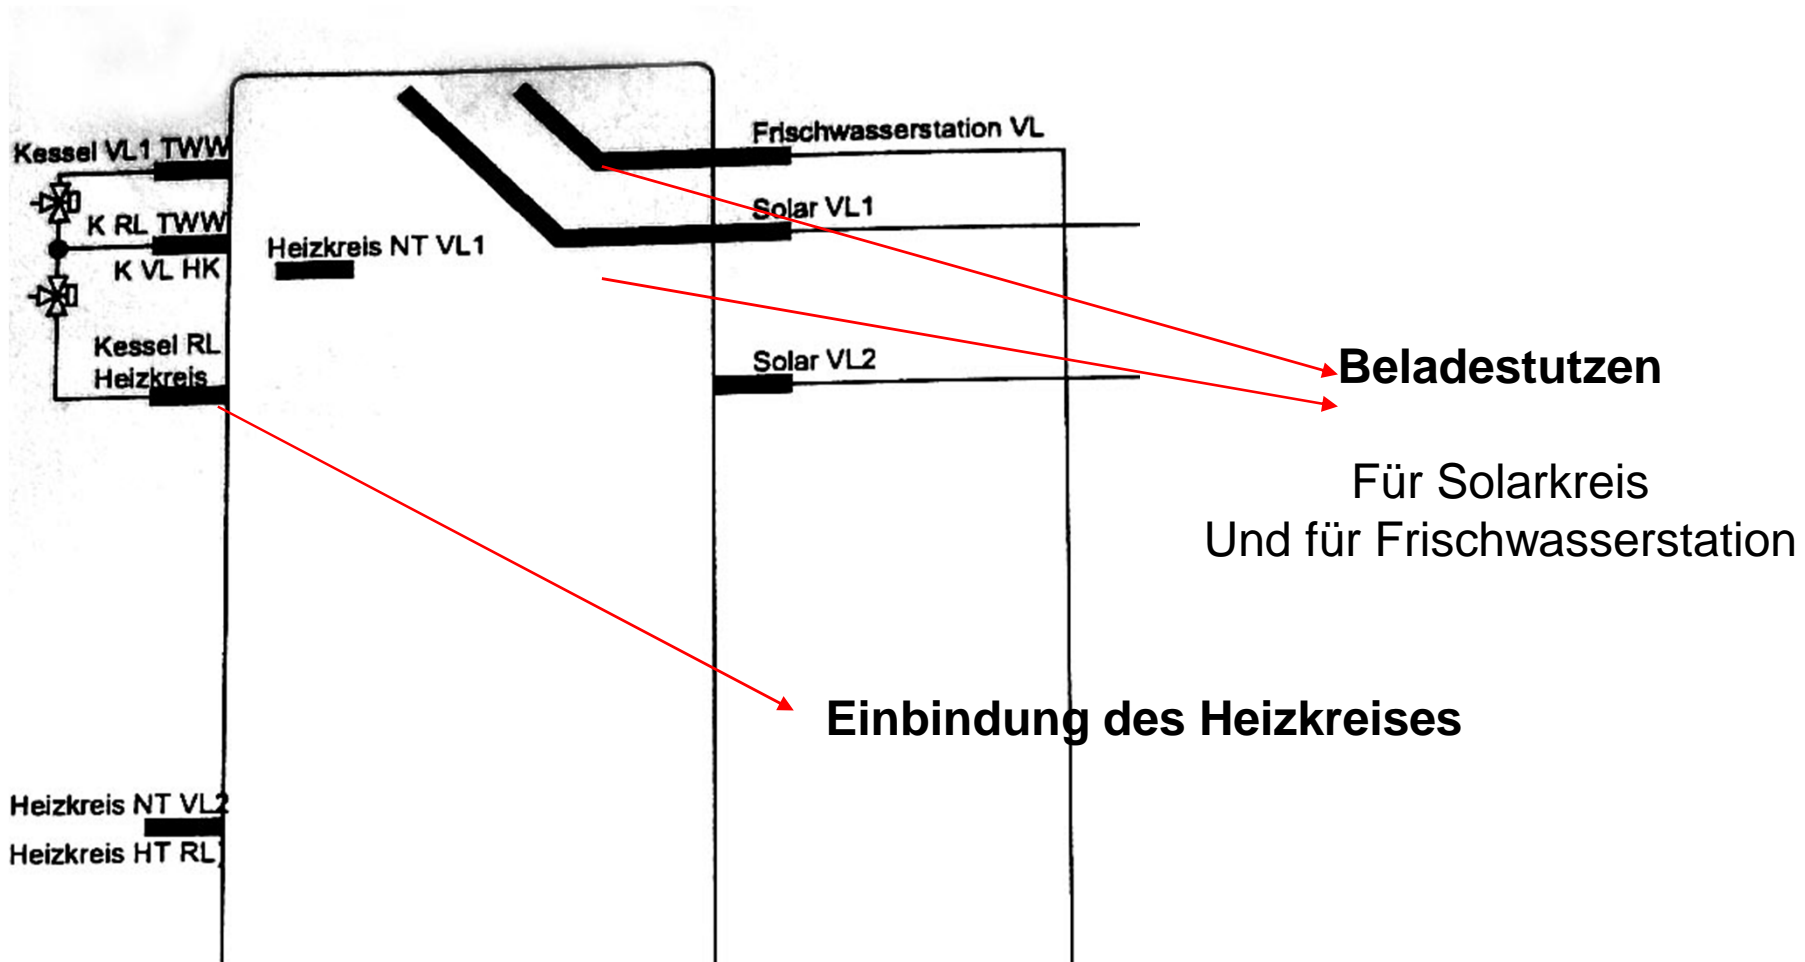 Frischwasserstation VL
Kessel VL1 TWW
Solar VL1
K RL TWW
Heizkreis NT VL1
K VL HK
Kessel RL
Heizkreis
Solar VL2
Beladestutzen
Für Solarkreis
Und für Frischwasserstation
Einbindung des Heizkreises
Heizkreis NT VL2
Heizkreis HT RL)